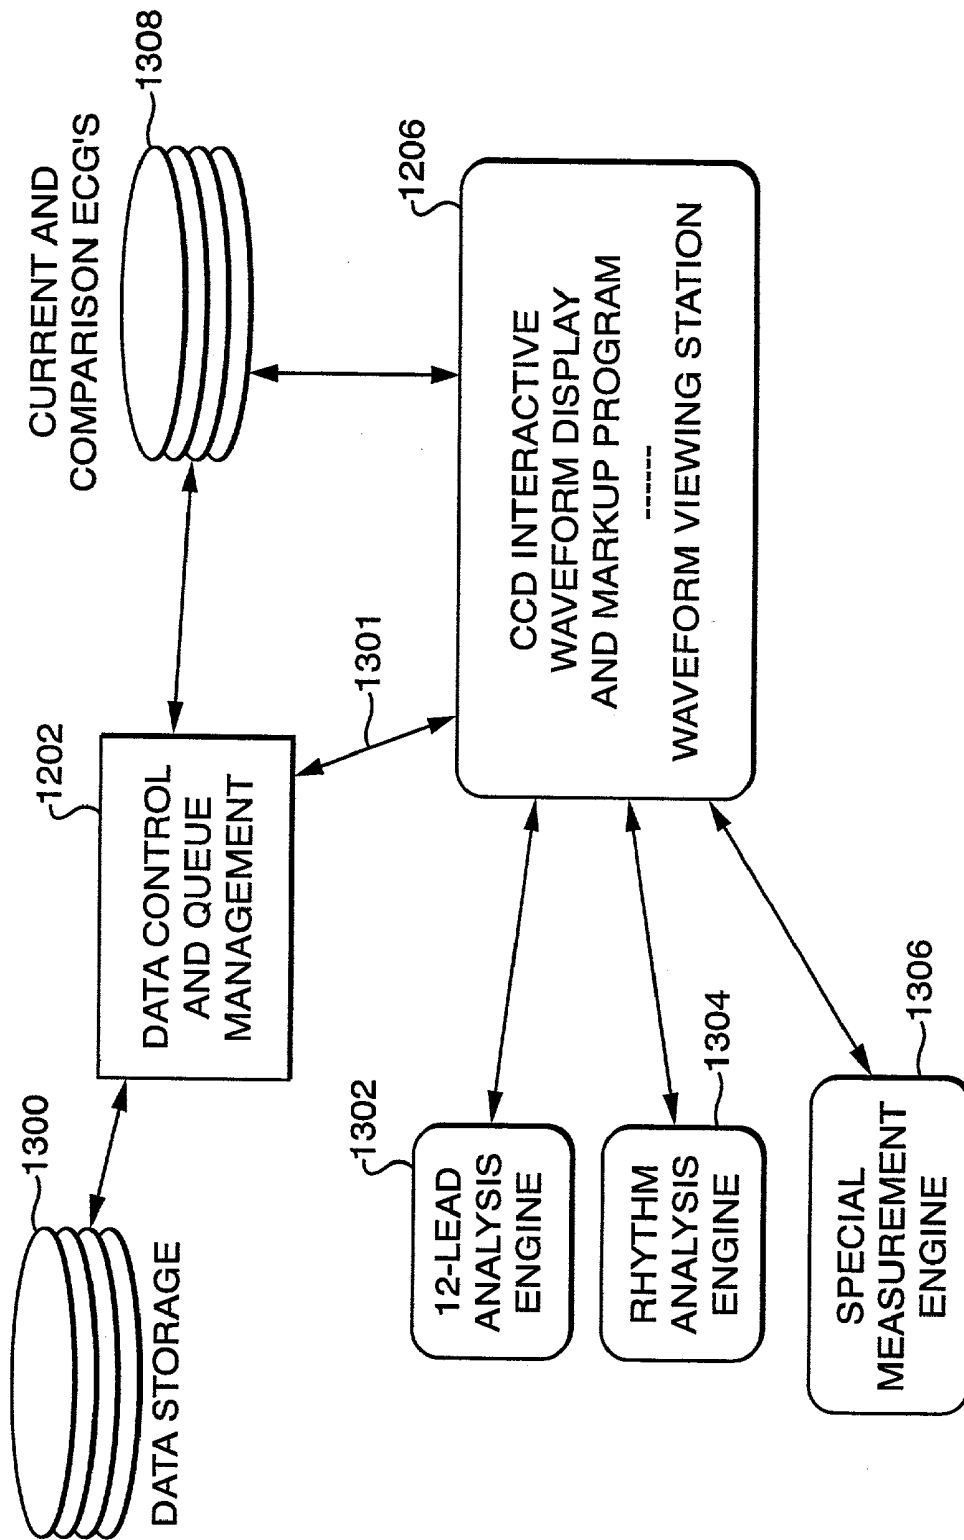 1300
DATA STORAGE
1202
DATA CONTROL
AND QUEUE
MANAGEMENT
CURRENT AND
COMPARISON ECG'S
1308
1301
1302
12-LEAD
ANALYSIS
ENGINE
1304
RHYTHM
ANALYSIS
ENGINE
1306
SPECIAL
MEASUREMENT
ENGINE
1206
CCD INTERACTIVE
WAVEFORM DISPLAY
AND MARKUP PROGRAM
------
WAVEFORM VIEWING STATION